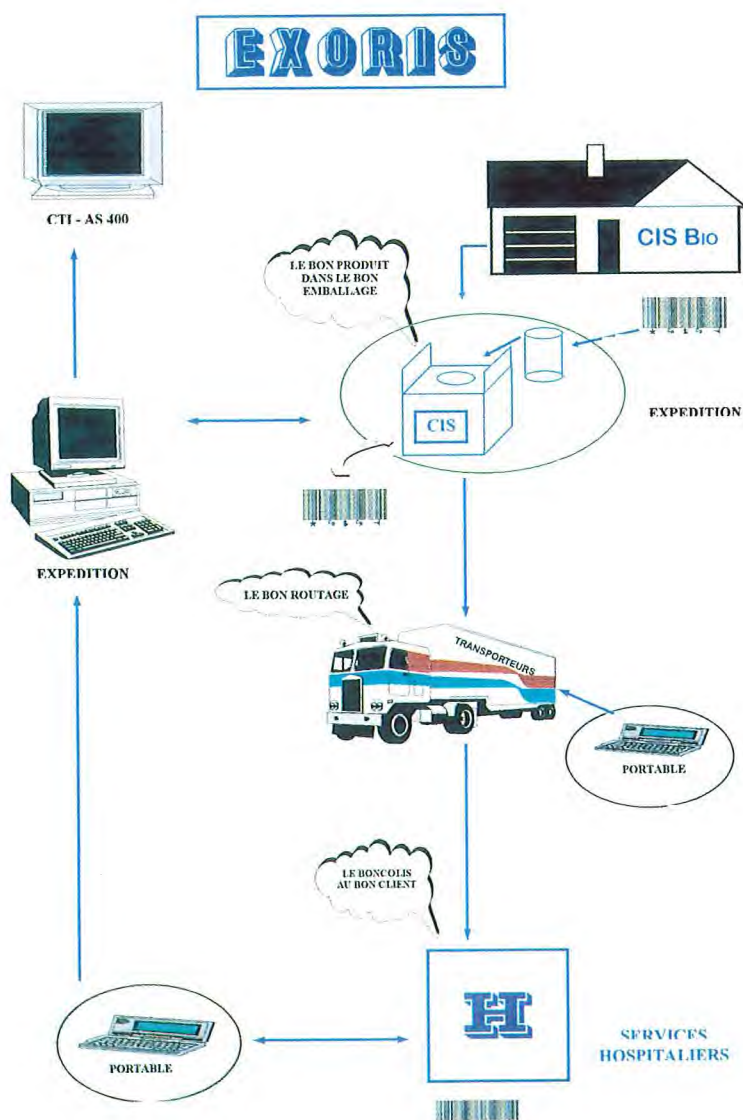 EXORIS
CTI - AS 400
CIS BIO
LE BON PRODUIT
DANS LE BON
EMBALLAGE
EXPEDITION
CIS
EXPEDITION
LE BON ROUTAGE
TRANSPORTEURS
PORTABLE
LE BONCOLIS
AU BON CLIENT
H
SERVICES
HOSPITALIERS
PORTABLE